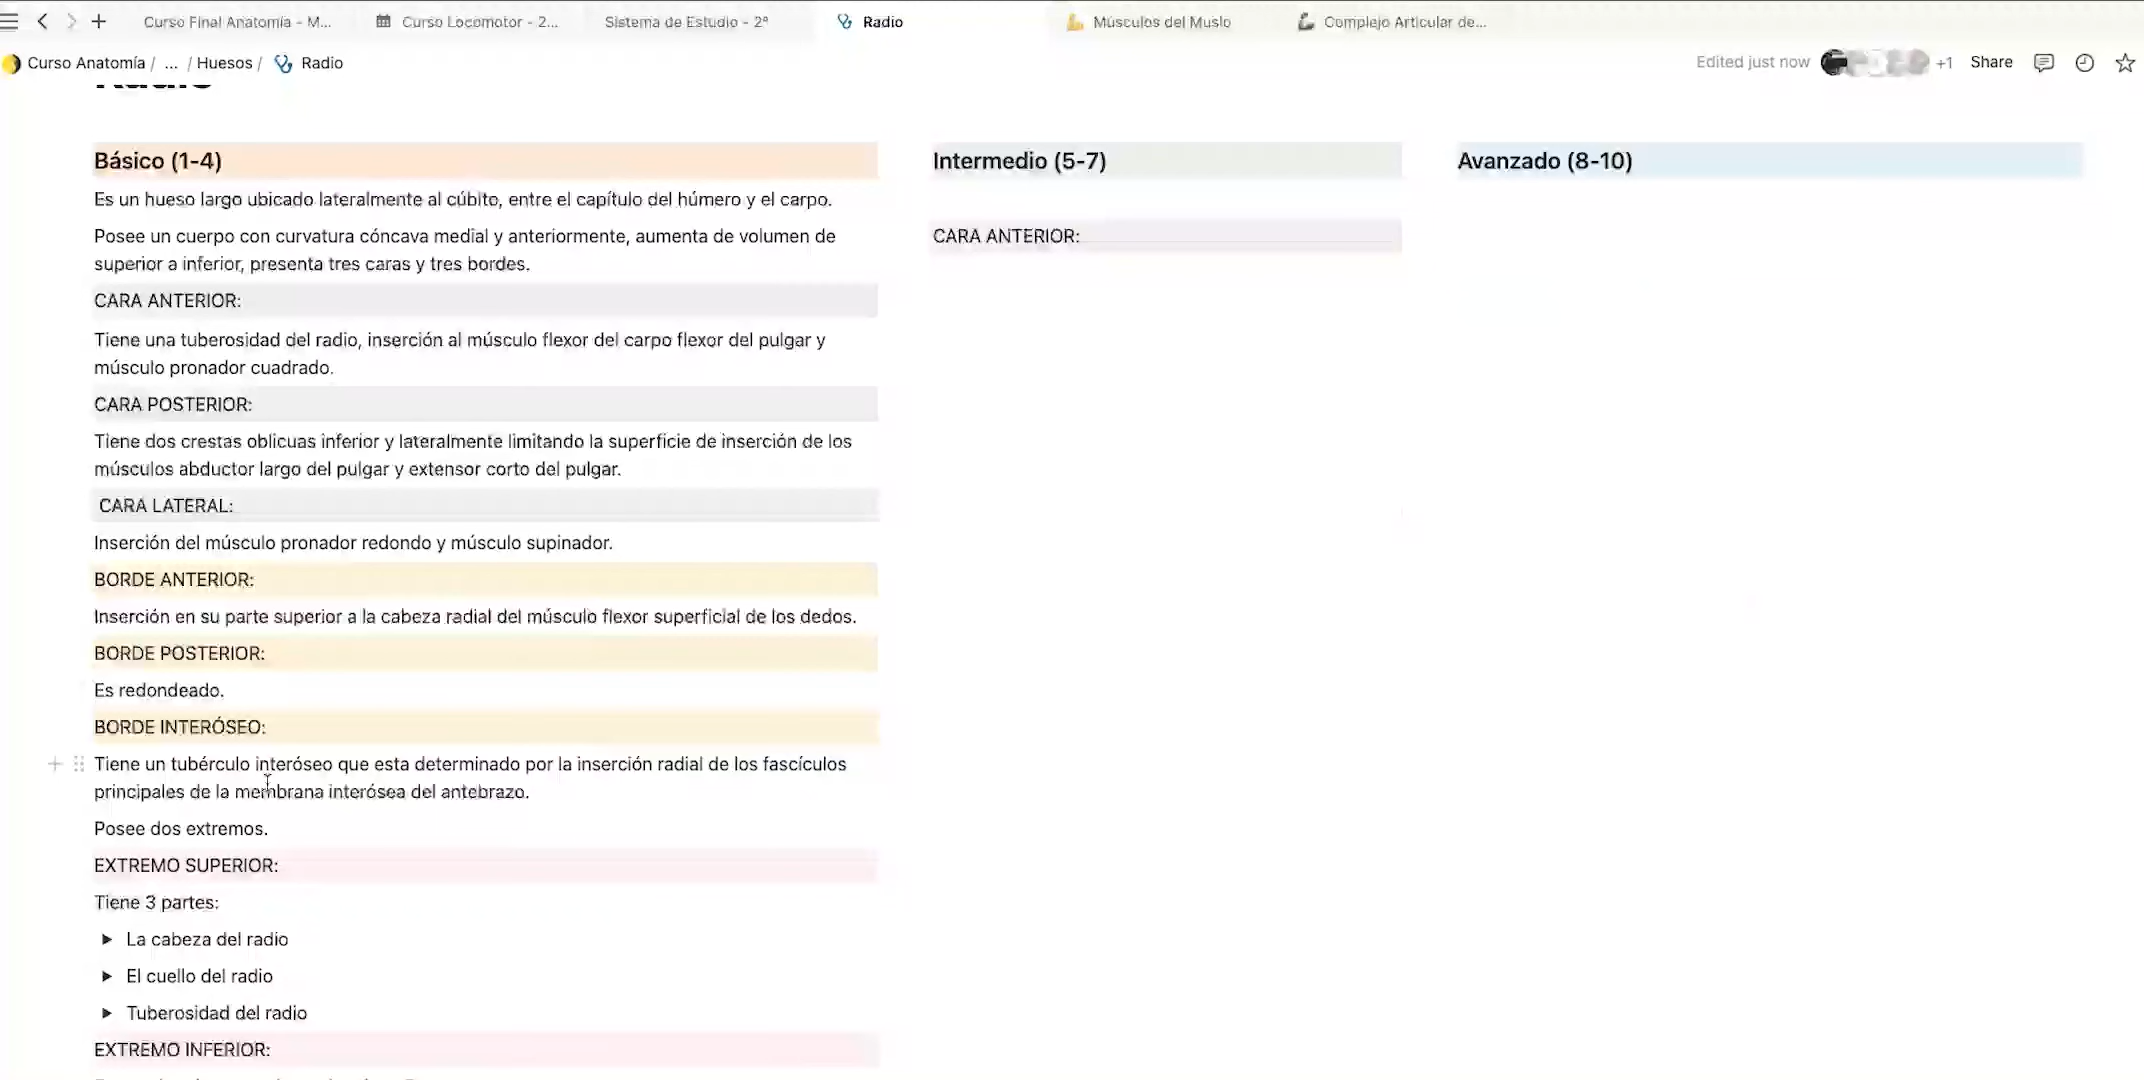 Curso Final Anatomía - M...
Curso Locomotor - 2...
Sistema de Estudio - 2º
Radio
Músculos del Muslo
Complejo Articular de...
Curso Anatomía / ... / Huesos / Radio
Edited just now
+1
Share
Radio
Básico (1-4)
Es un hueso largo ubicado lateralmente al cúbito, entre el capítulo del húmero y el carpo.
Posee un cuerpo con curvatura cóncava medial y anteriormente, aumenta de volumen de
superior a inferior, presenta tres caras y tres bordes.
CARA ANTERIOR:
Tiene una tuberosidad del radio, inserción al músculo flexor del carpo flexor del pulgar y
músculo pronador cuadrado.
CARA POSTERIOR:
Tiene dos crestas oblicuas inferior y lateralmente limitando la superficie de inserción de los
músculos abductor largo del pulgar y extensor corto del pulgar.
CARA LATERAL:
Inserción del músculo pronador redondo y músculo supinador.
BORDE ANTERIOR:
Inserción en su parte superior a la cabeza radial del músculo flexor superficial de los dedos.
BORDE POSTERIOR:
Es redondeado.
BORDE INTERÓSEO:
Tiene un tubérculo interóseo que esta determinado por la inserción radial de los fascículos
principales de la membrana interósea del antebrazo.
Posee dos extremos.
EXTREMO SUPERIOR:
Tiene 3 partes:
La cabeza del radio
El cuello del radio
Tuberosidad del radio
EXTREMO INFERIOR:
Intermedio (5-7)
CARA ANTERIOR:
Avanzado (8-10)